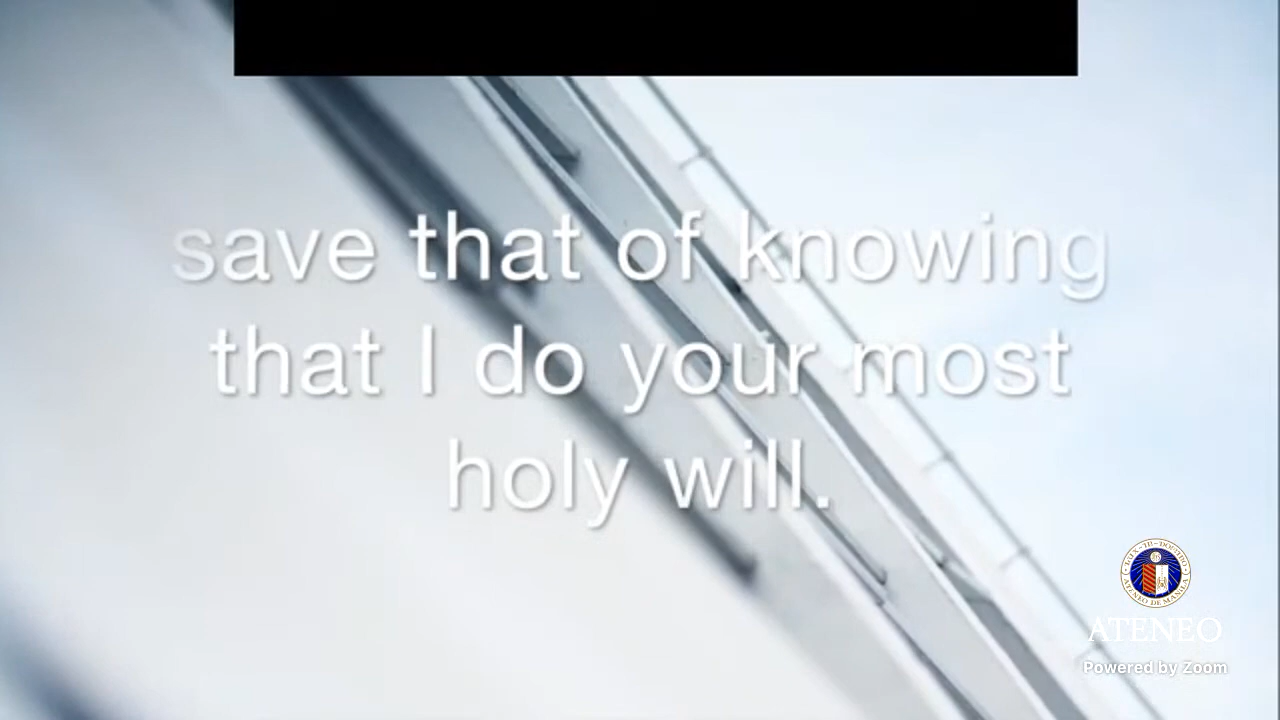 save that of knowing
that I do your most
holy will.
ATENEO
Powered by Zoom